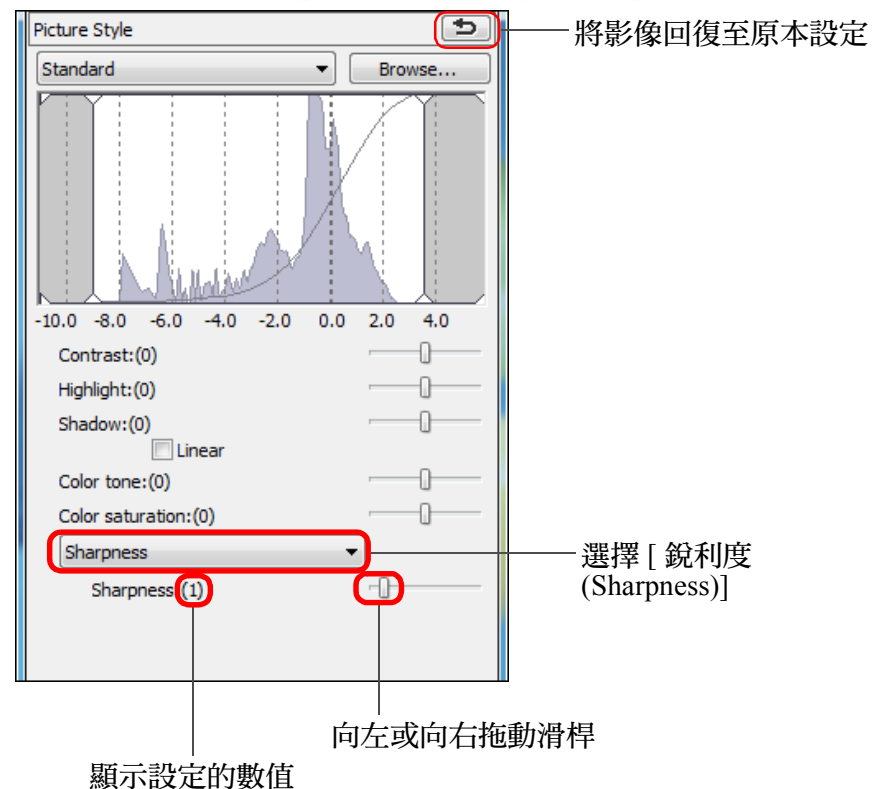 Picture Style
將影像回復至原本設定
Standard
Browse...
-10.0 -8.0 -6.0 -4.0 -2.0 0.0 2.0 4.0
Contrast:(0)
Highlight:(0)
Shadow:(0)
Linear
Color tone:(0)
Color saturation:(0)
Sharpness
選擇 [ 銳利度
(Sharpness)]
Sharpness:(1)
向左或向右拖動滑桿
顯示設定的數值